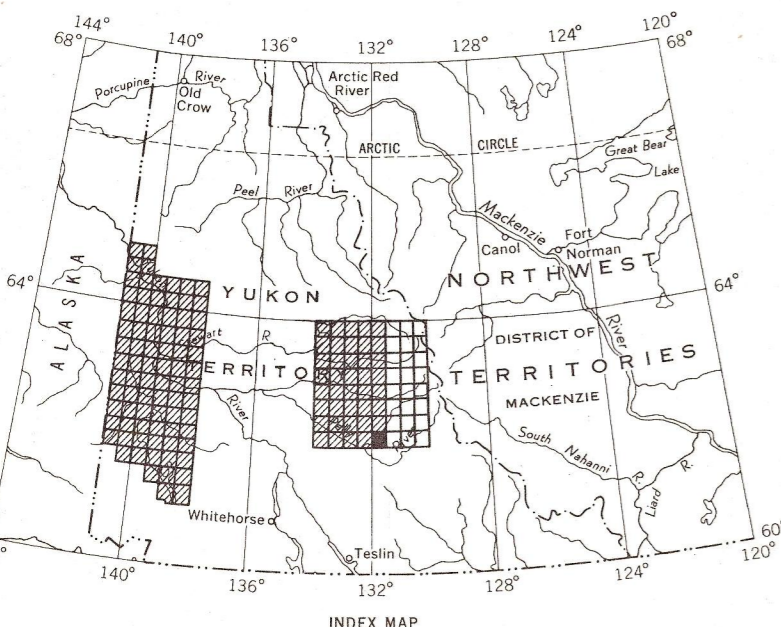 144°
68°
140°
136°
132°
128°
124°
120°
68°
Porcupine River
Old
Crow
Arctic Red
River
ARCTIC CIRCLE
Great Bear
Lake
Peel River
Mackenzie
Canol
Fort
Norman
64°
ALASKA
YUKON
NORTHWEST
64°
R.
DISTRICT OF
River
TERRITORY
TERRITORIES
MACKENZIE
River
River
South Nahanni R.
Liard R.
Whitehorse
Teslin
60°
120°
140°
136°
132°
128°
124°
INDEX MAP